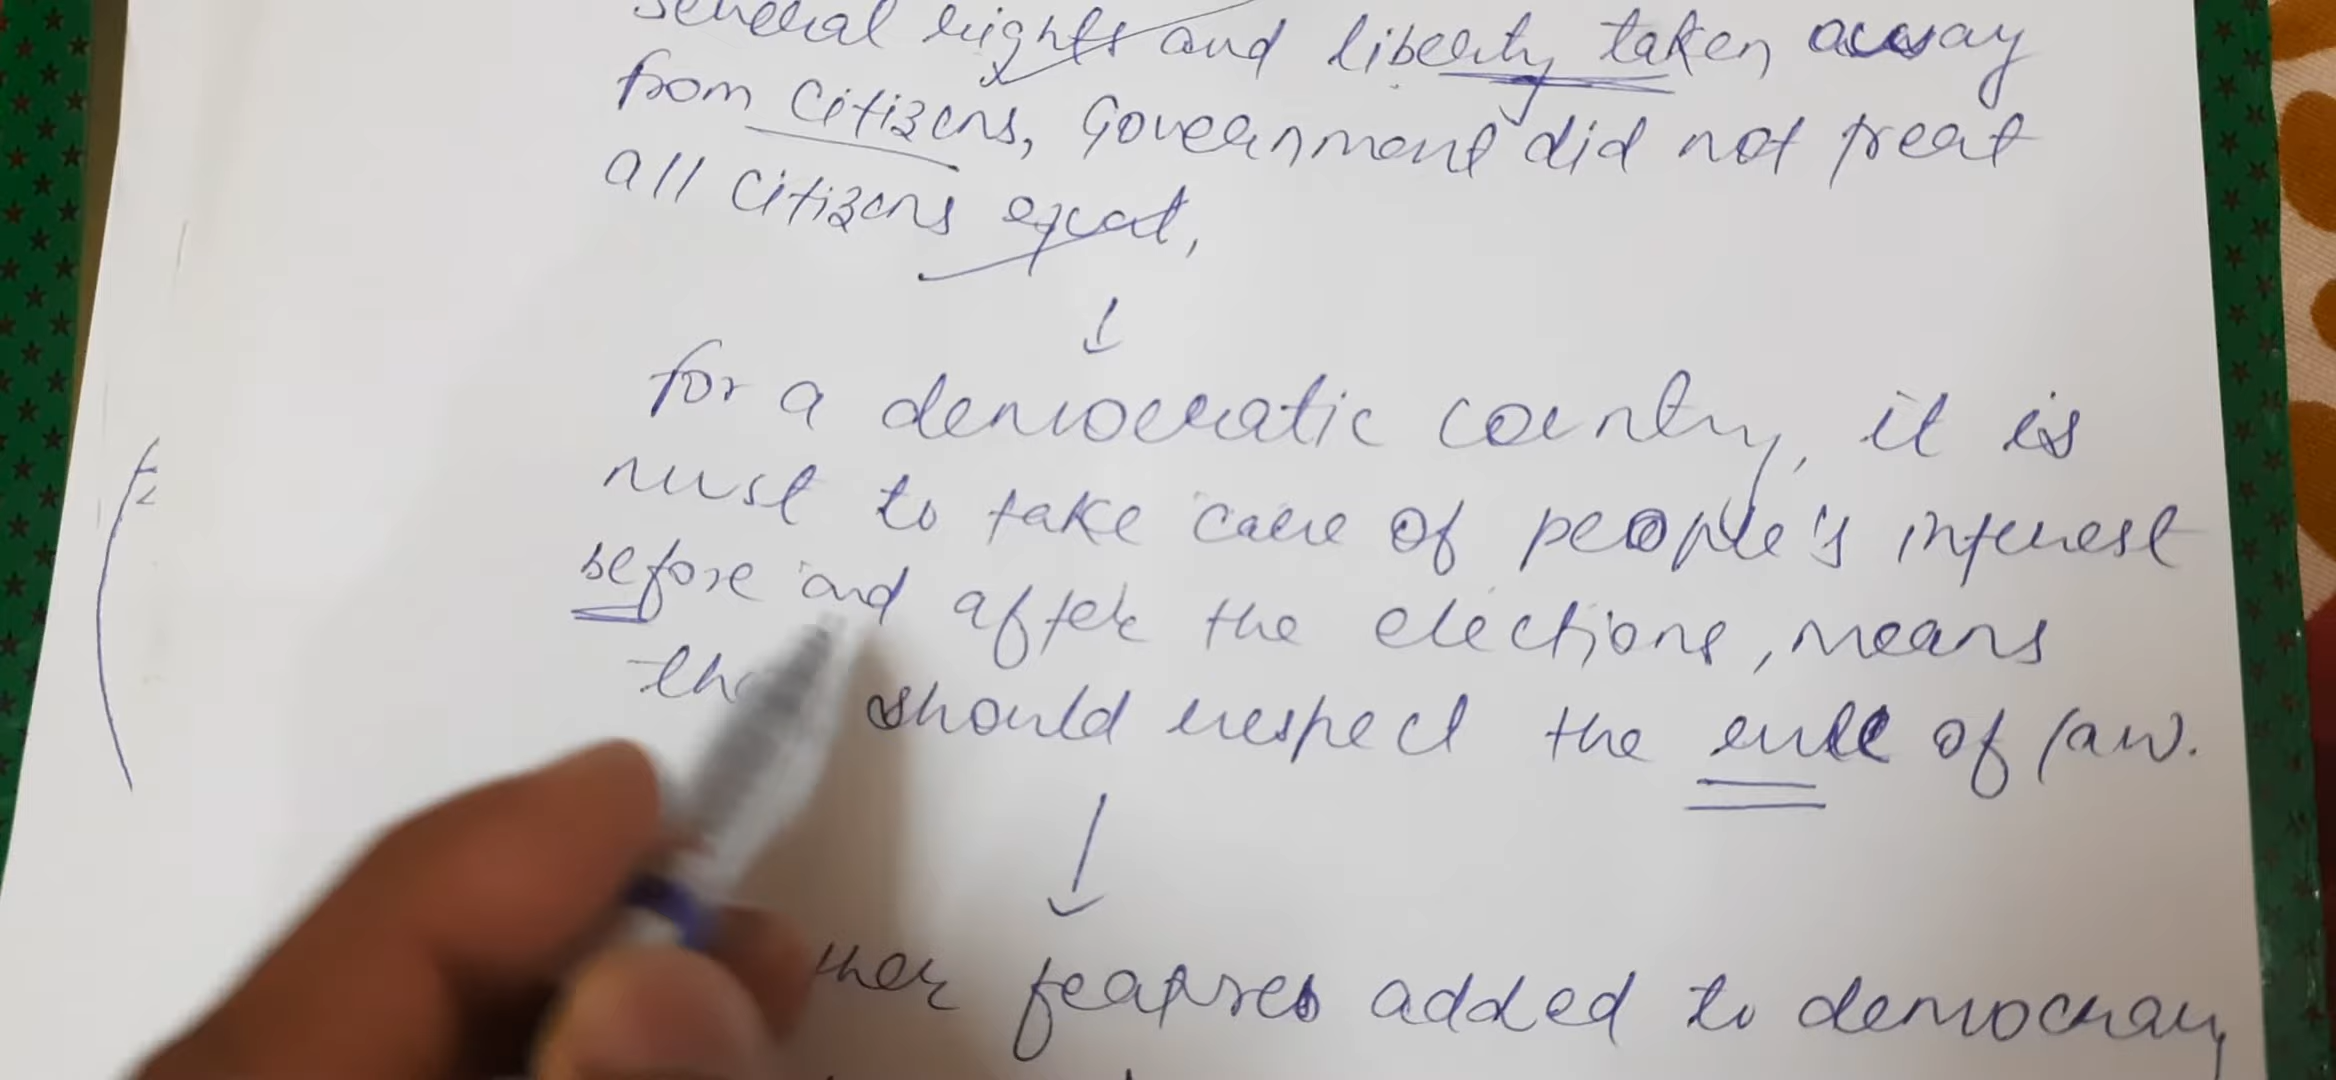 several rights and liberty taken away
from citizens, Government did not treat
all citizens equal,
for a democratic country, it is
must to take care of people's interest
before and after the elections, means
should respect the rule of law.
features added to democracy